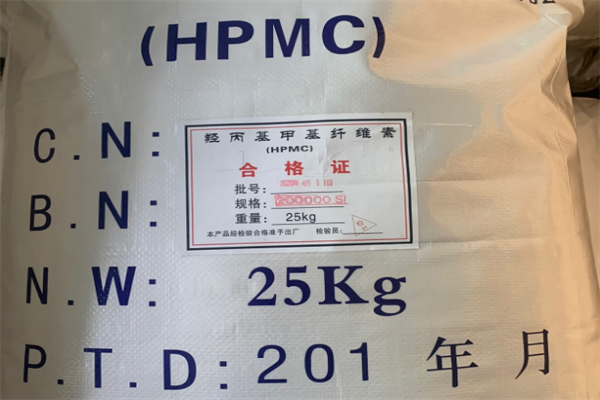 (HPMC)
C.N:
羟丙基甲基纤维素
(HPMC)
合格证
批号:
规格: 200000 SI
重量: 25kg
本产品经检验合格准予出厂 检验员:
B.N:
N.W: 25Kg
P.T.D: 201 年 月